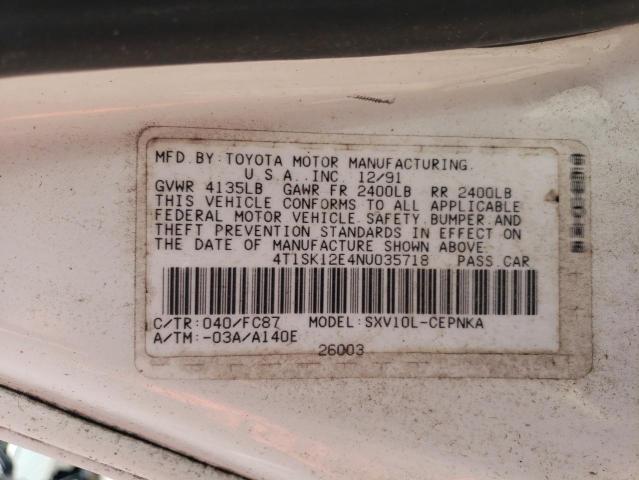 MFD. BY: TOYOTA MOTOR MANUFACTURING,
U.S.A., INC. 12/91
GVWR 4135LB GAWR FR 2400LB RR 2400LB
THIS VEHICLE CONFORMS TO ALL APPLICABLE
FEDERAL MOTOR VEHICLE SAFETY, BUMPER AND
THEFT PREVENTION STANDARDS IN EFFECT ON
THE DATE OF MANUFACTURE SHOWN ABOVE.
4T1SK12E4NU035718 PASS. CAR
C/TR: 040/FC87 MODEL: SXV10L-CEPNKA
A/TM: -03A/A140E
26003